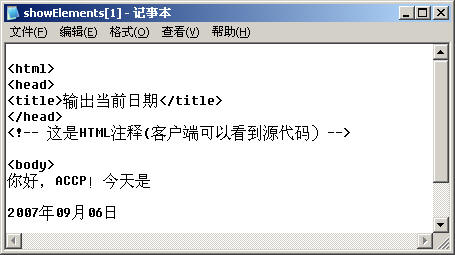 showElements[1] - 记事本
文件(F) 编辑(E) 格式(O) 查看(V) 帮助(H)
<html>
<head>
<title>输出当前日期</title>
</head>
<!-- 这是HTML注释(客户端可以看到源代码) -->
<body>
你好, ACCP! 今天是
2007年09月06日